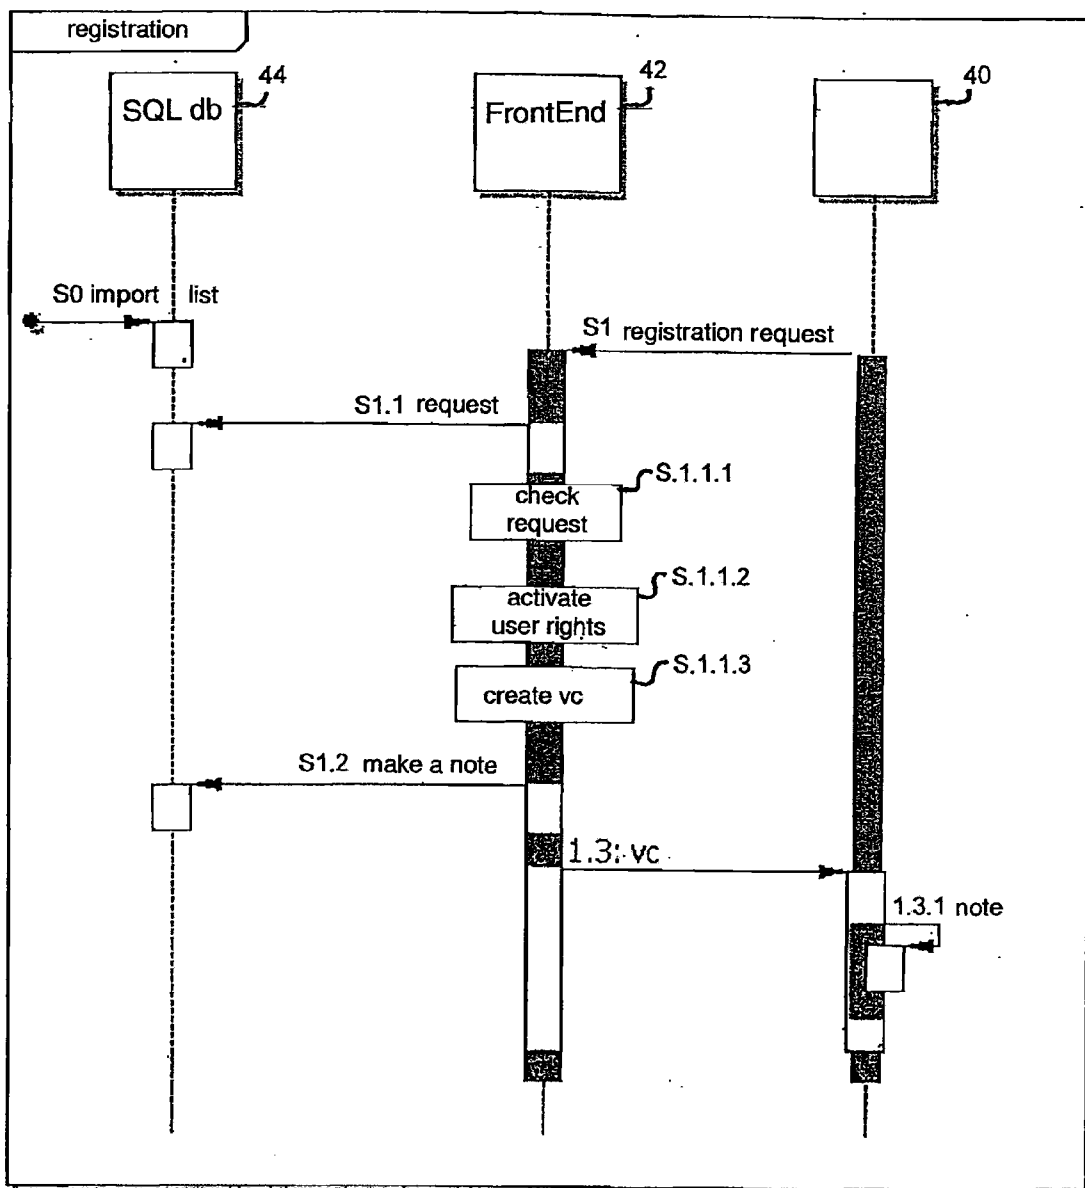 registration
44
42
40
SQL db
FrontEnd
S0 import list
S1 registration request
S1.1 request
S.1.1.1
check
request
S.1.1.2
activate
user rights
S.1.1.3
create vc
S1.2 make a note
1.3: vc
1.3.1 note